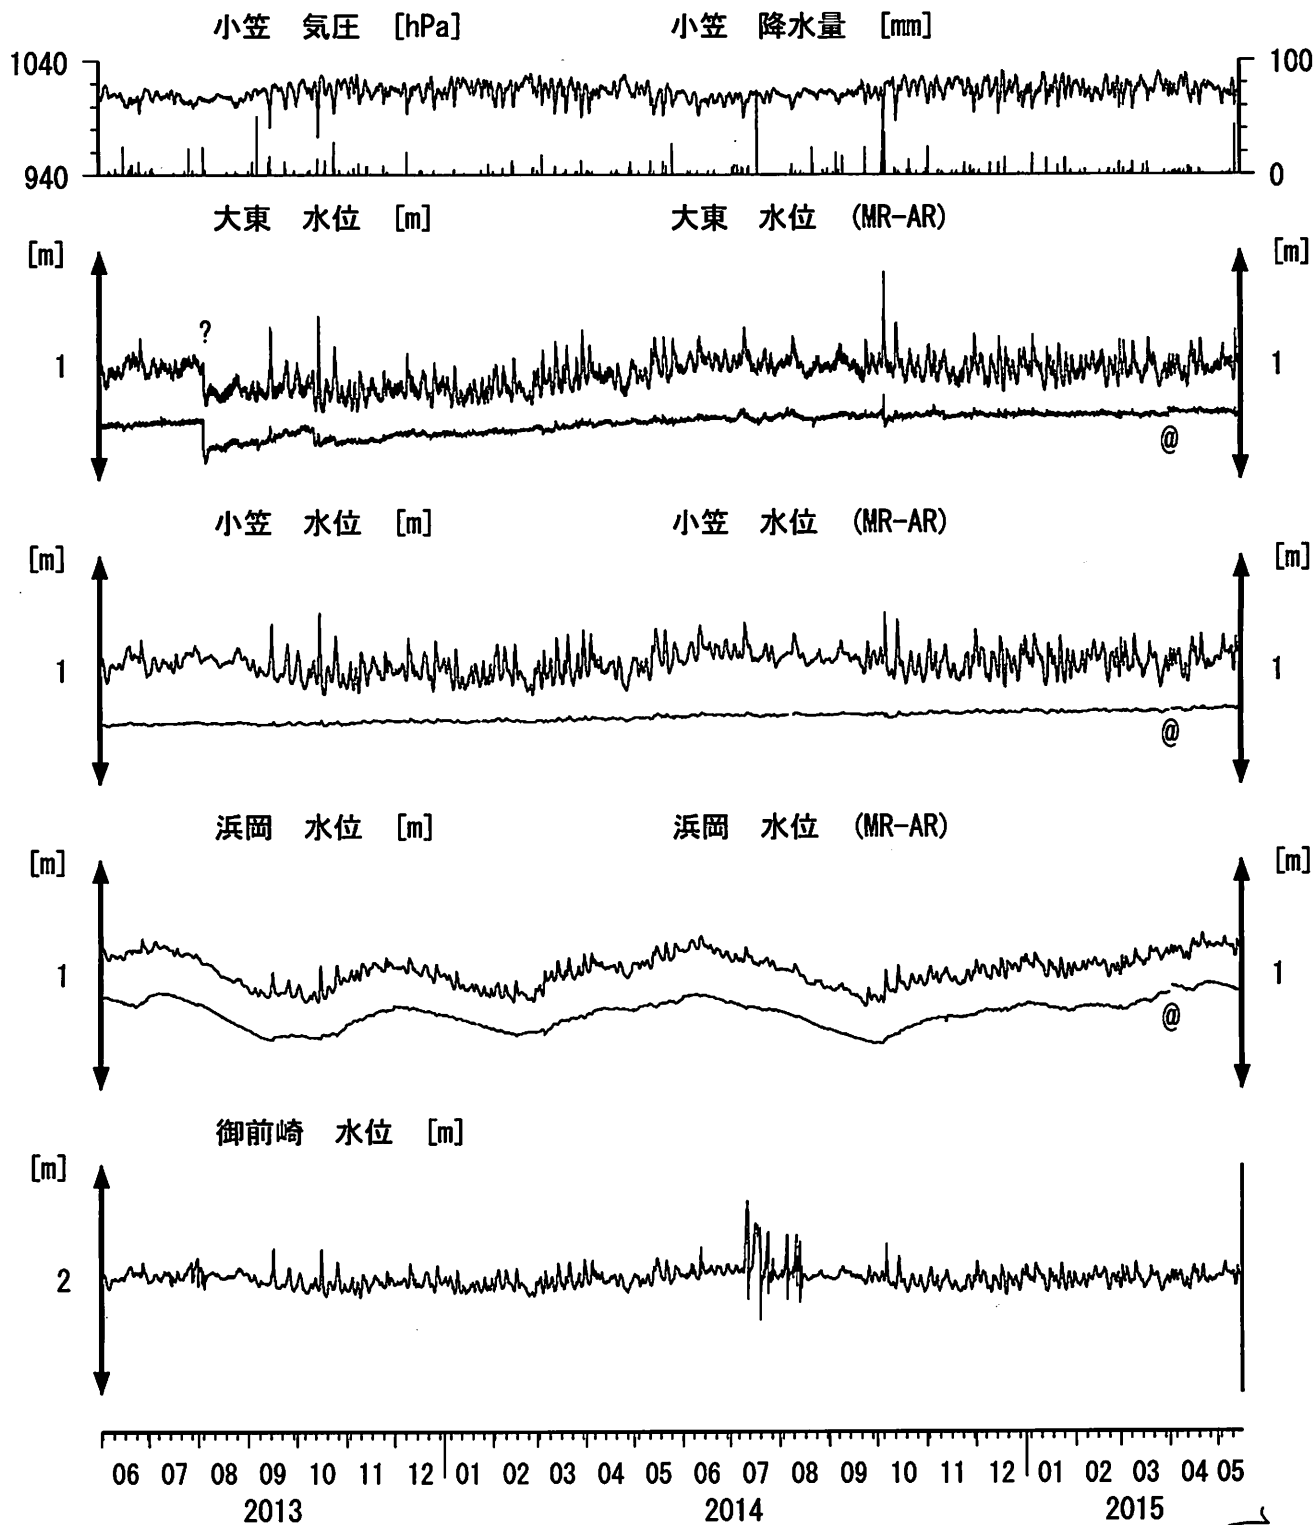 小笠 気圧 [hPa] 小笠 降水量 [mm]
1040 100
940 0
大東 水位 [m] 大東 水位 (MR-AR)
[m] [m]
?
1 1
@
小笠 水位 [m] 小笠 水位 (MR-AR)
[m] [m]
1 1
@
浜岡 水位 [m] 浜岡 水位 (MR-AR)
[m] [m]
1 1
@
御前崎 水位 [m]
[m]
2
06 07 08 09 10 11 12 01 02 03 04 05 06 07 08 09 10 11 12 01 02 03 04 05
2013 2014 2015